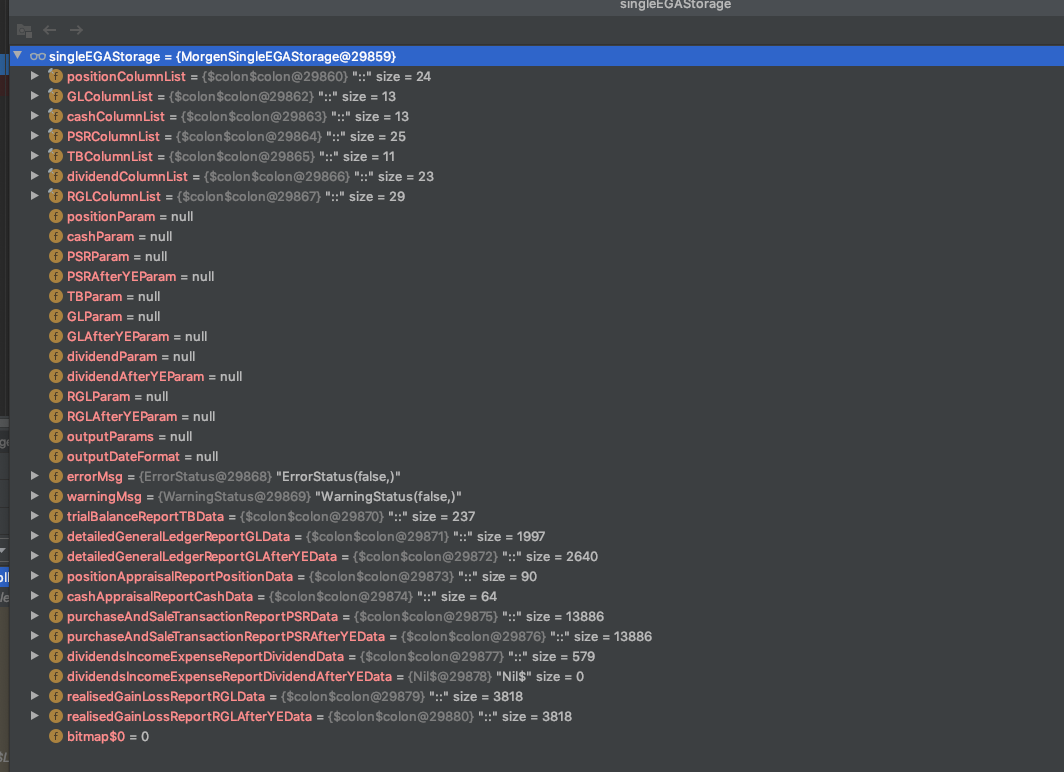 singleEGAStorage
singleEGAStorage = {MorgenSingleEGAStorage@29859}
positionColumnList = {$colon$colon@29860} "::" size = 24
GLColumnList = {$colon$colon@29862} "::" size = 13
cashColumnList = {$colon$colon@29863} "::" size = 13
PSRColumnList = {$colon$colon@29864} "::" size = 25
TBColumnList = {$colon$colon@29865} "::" size = 11
dividendColumnList = {$colon$colon@29866} "::" size = 23
RGLColumnList = {$colon$colon@29867} "::" size = 29
positionParam = null
cashParam = null
PSRParam = null
PSRAfterYEParam = null
TBParam = null
GLParam = null
GLAfterYEParam = null
dividendParam = null
dividendAfterYEParam = null
RGLParam = null
RGLAfterYEParam = null
outputParams = null
outputDateFormat = null
errorMsg = {ErrorStatus@29868} "ErrorStatus(false,)"
warningMsg = {WarningStatus@29869} "WarningStatus(false,)"
trialBalanceReportTBData = {$colon$colon@29870} "::" size = 237
detailedGeneralLedgerReportGLData = {$colon$colon@29871} "::" size = 1997
detailedGeneralLedgerReportGLAfterYEData = {$colon$colon@29872} "::" size = 2640
positionAppraisalReportPositionData = {$colon$colon@29873} "::" size = 90
cashAppraisalReportCashData = {$colon$colon@29874} "::" size = 64
purchaseAndSaleTransactionReportPSRData = {$colon$colon@29875} "::" size = 13886
purchaseAndSaleTransactionReportPSRAfterYEData = {$colon$colon@29876} "::" size = 13886
dividendsIncomeExpenseReportDividendData = {$colon$colon@29877} "::" size = 579
dividendsIncomeExpenseReportDividendAfterYEData = {Nil$@29878} "Nil$" size = 0
realisedGainLossReportRGLData = {$colon$colon@29879} "::" size = 3818
realisedGainLossReportRGLAfterYEData = {$colon$colon@29880} "::" size = 3818
bitmap$0 = 0